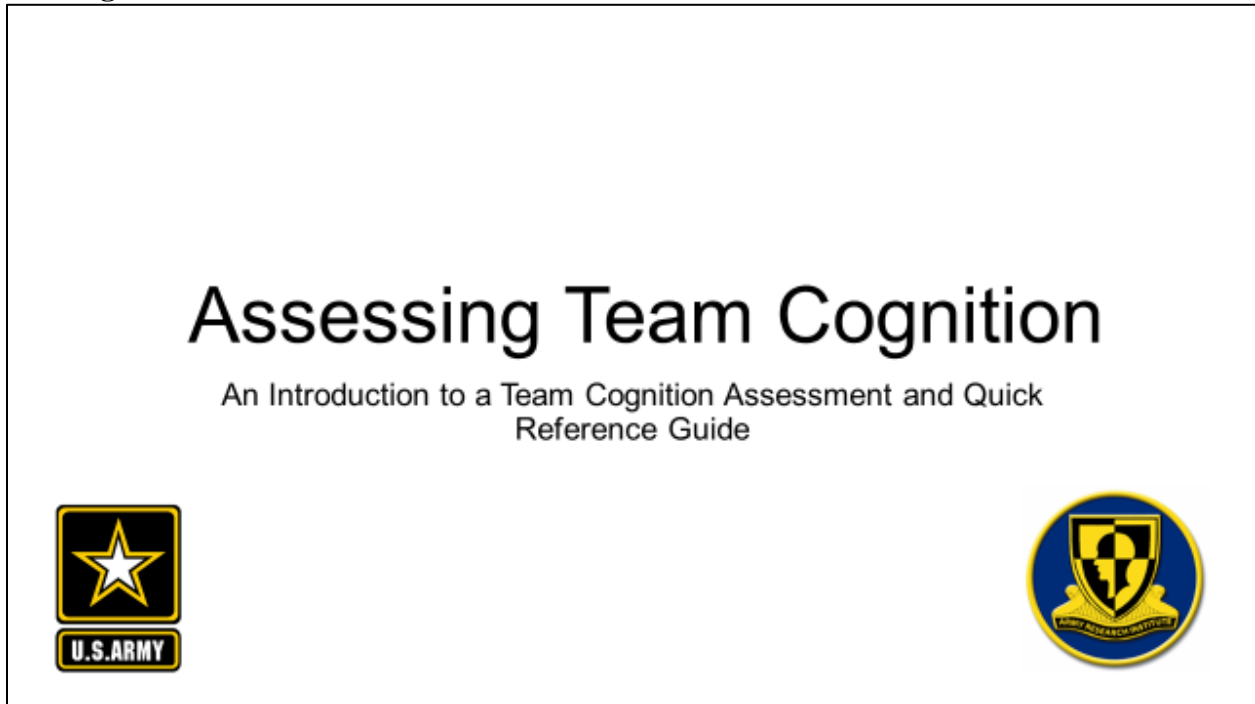 Assessing Team Cognition
An Introduction to a Team Cognition Assessment and Quick
Reference Guide
U.S.ARMY
ARMY RESEARCH INSTITUTE